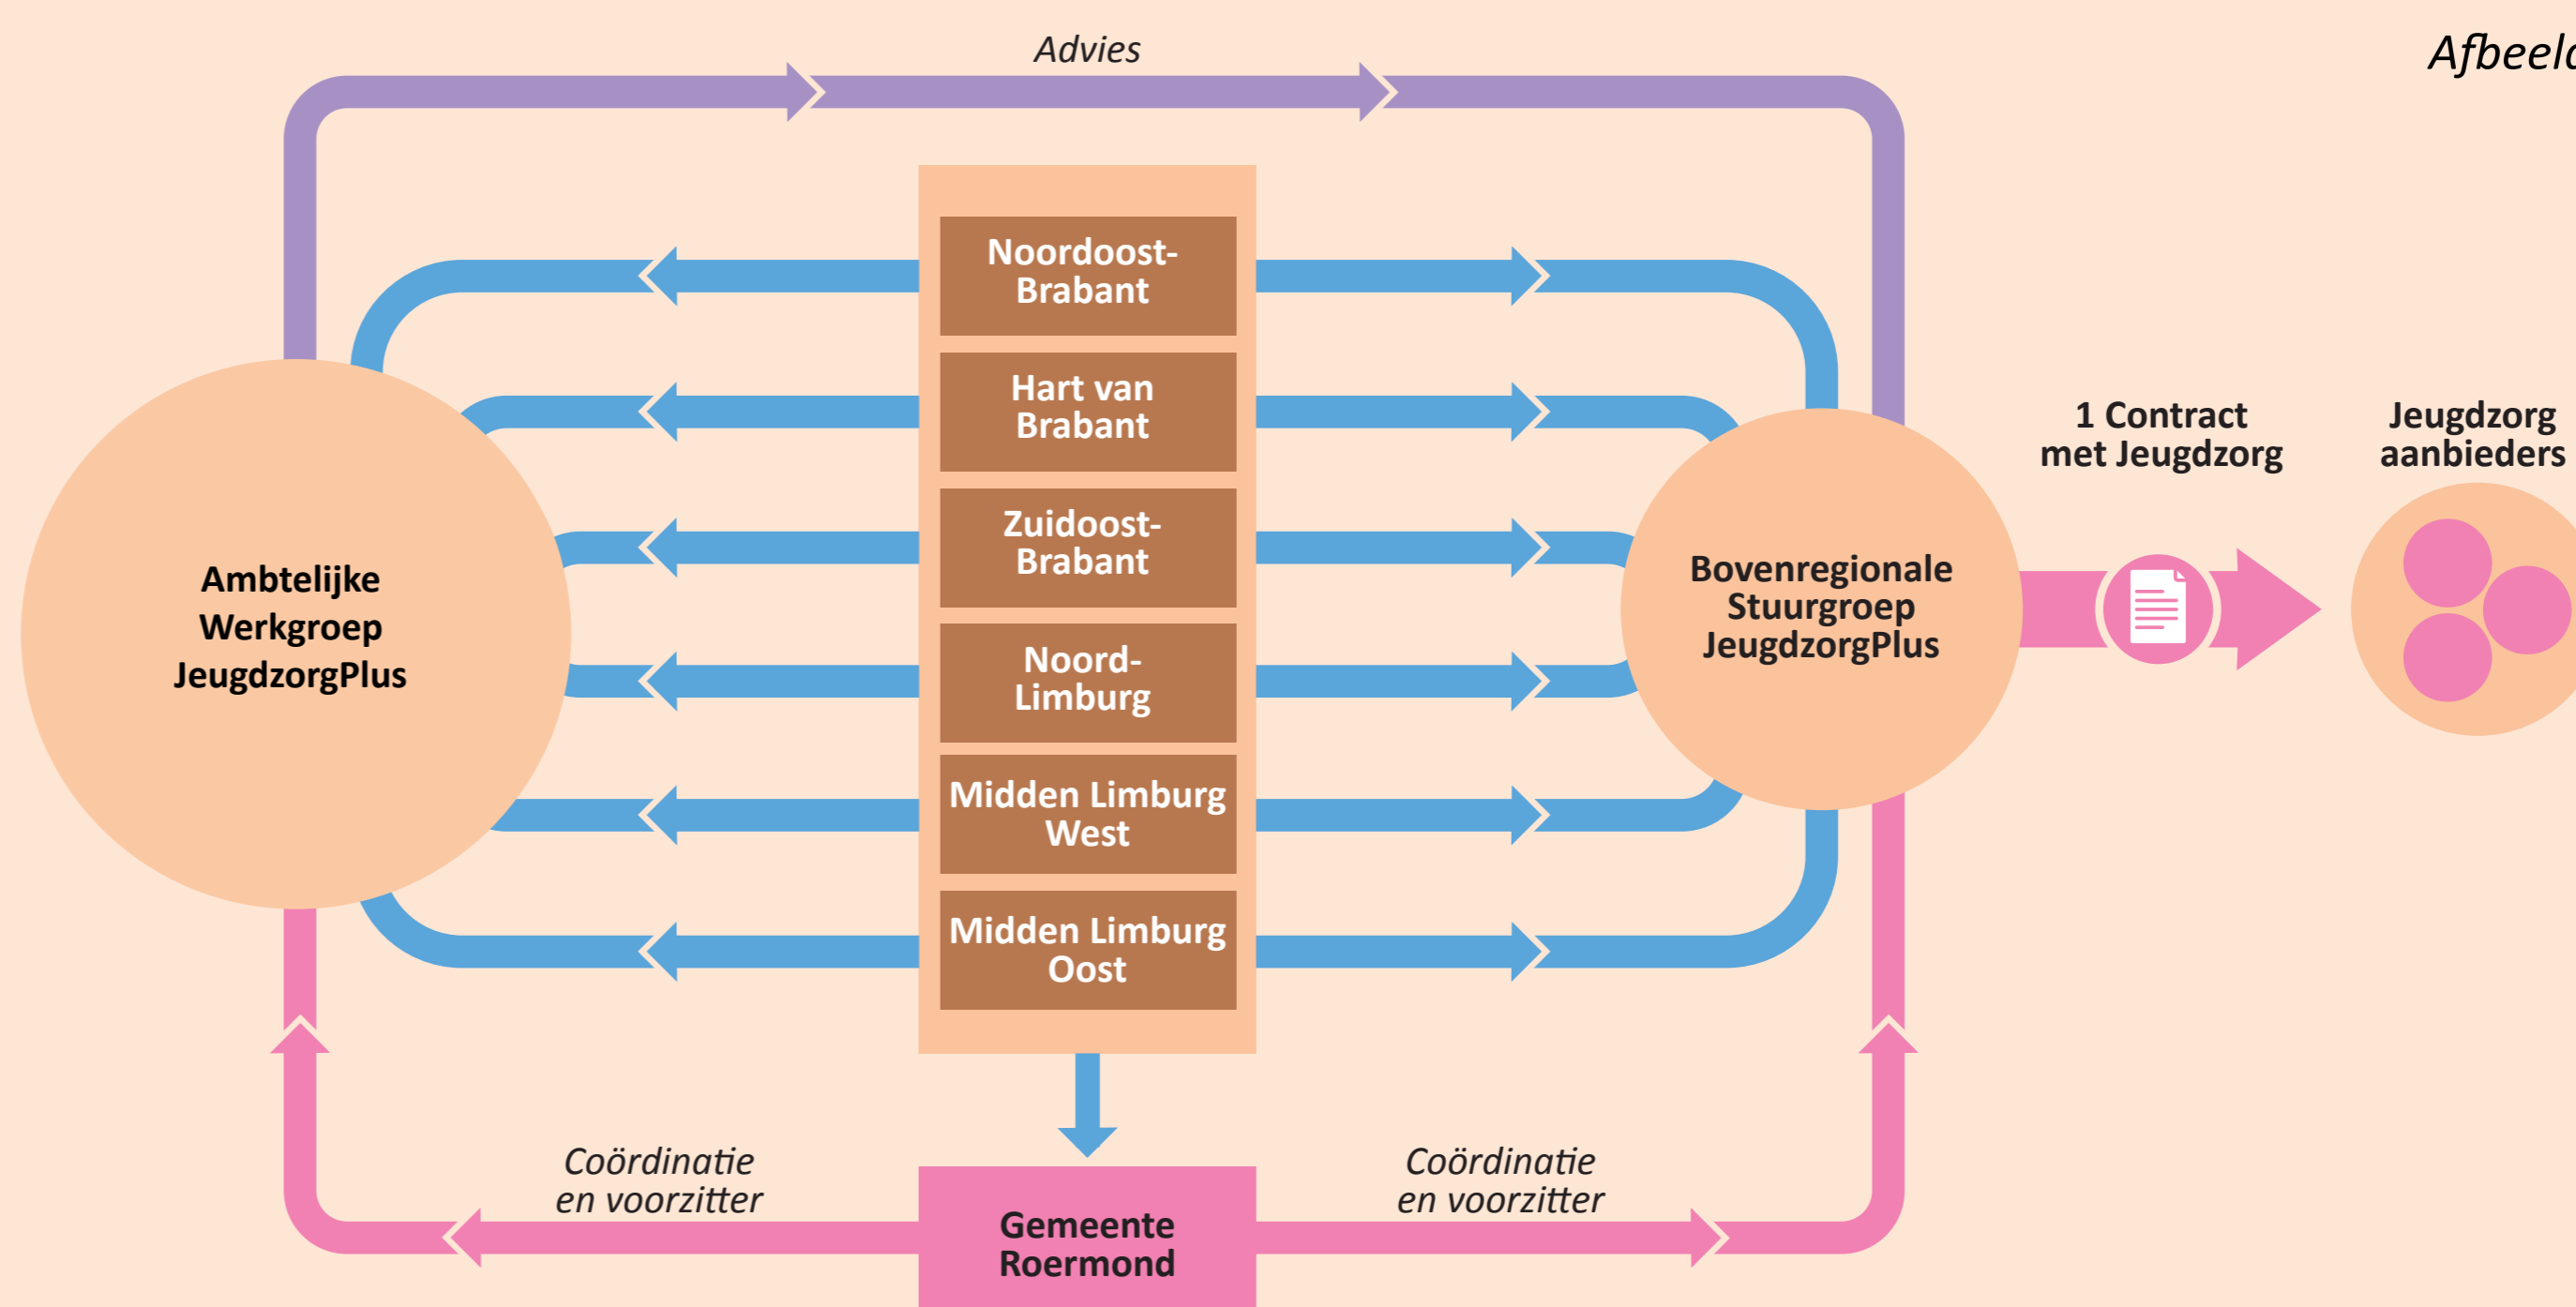 Advies
Noordoost-
Brabant
Hart van
Brabant
Zuidoost-
Brabant
Noord-
Limburg
Midden Limburg
West
Midden Limburg
Oost
Ambtelijke
Werkgroep
JeugdzorgPlus
Bovenregionale
Stuurgroep
JeugdzorgPlus
1 Contract
met Jeugdzorg
Jeugdzorg
aanbieders
Coördinatie
en voorzitter
Coördinatie
en voorzitter
Gemeente
Roermond